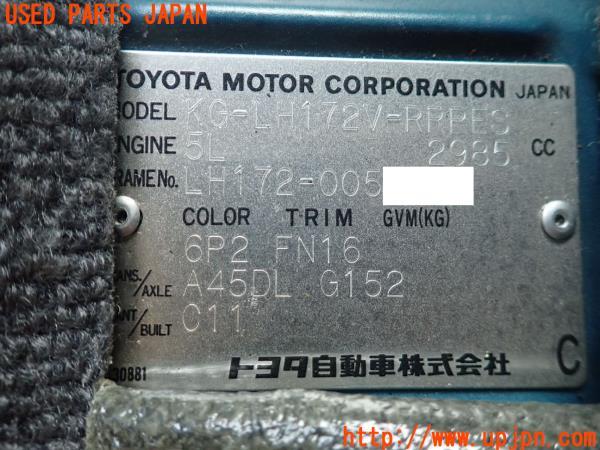 USED PARTS JAPAN
TOYOTA MOTOR CORPORATION JAPAN
MODEL KG-LH172V-RRPES
ENGINE 5L 2985 CC
FRAME No. LH172-005
COLOR TRIM GVM(KG)
6P2 FN16
TRANS./AXLE A45DL G152
PLANT/BUILT C11
30881 トヨタ自動車株式会社 C
(C) www.upjpn.com